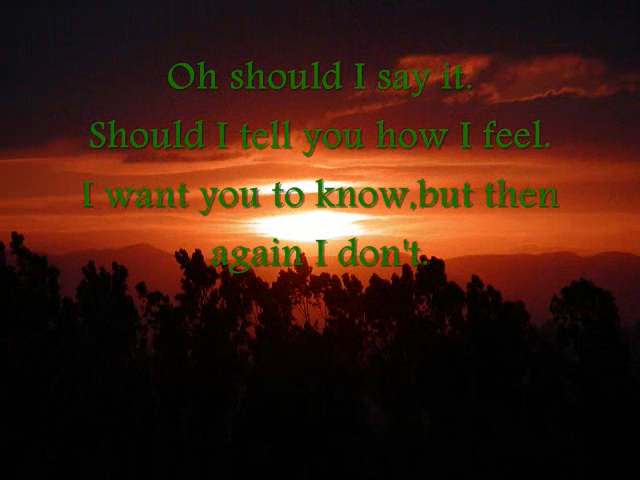 Oh should I say it.
Should I tell you how I feel.
I want you to know,but then
again I don't.